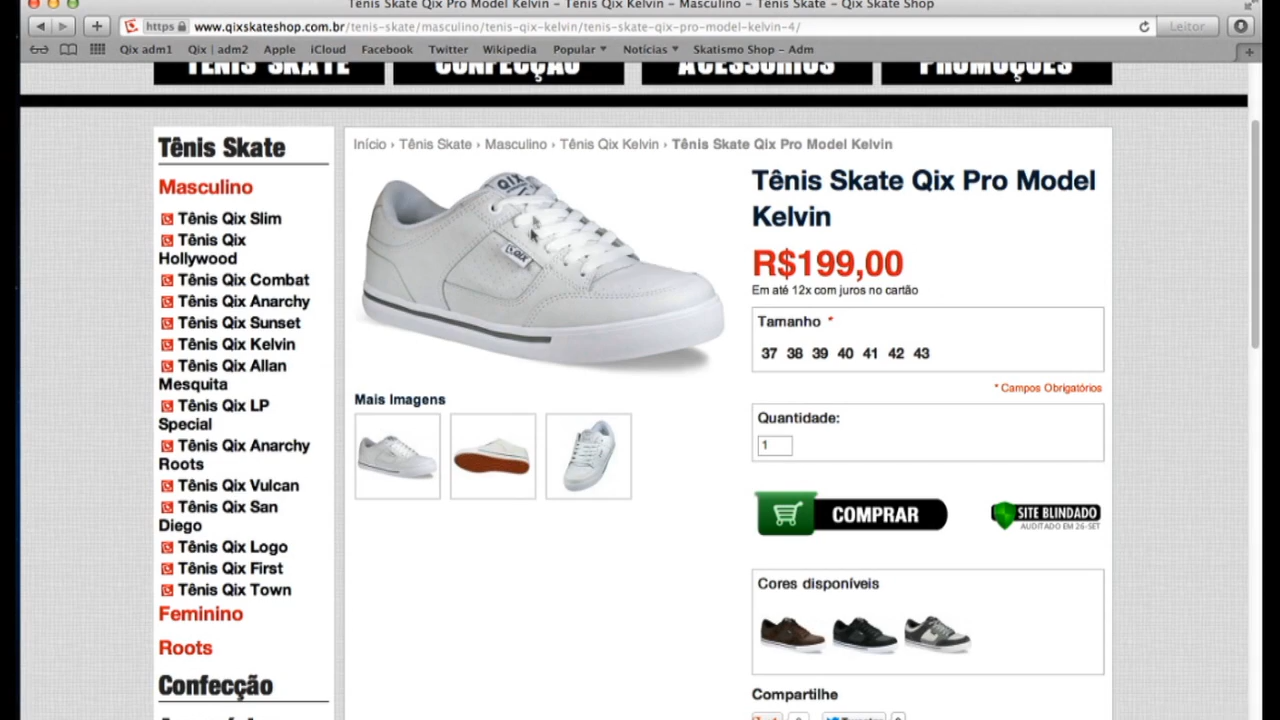 Tênis Skate Qix Pro Model Kelvin – Tênis Qix Kelvin – Masculino – Tênis Skate – Qix Skate Shop
https www.qixskateshop.com.br/tenis-skate/masculino/tenis-qix-kelvin/tenis-skate-qix-pro-model-kelvin-4/ Leitor
Qix adm1 Qix | adm2 Apple iCloud Facebook Twitter Wikipedia Popular Notícias Skatismo Shop - Adm
TÊNIS SKATE CONFECÇÃO ACESSÓRIOS PROMOÇÕES
Tênis Skate
Masculino
Tênis Qix Slim
Tênis Qix
Hollywood
Tênis Qix Combat
Tênis Qix Anarchy
Tênis Qix Sunset
Tênis Qix Kelvin
Tênis Qix Allan
Mesquita
Tênis Qix LP
Special
Tênis Qix Anarchy
Roots
Tênis Qix Vulcan
Tênis Qix San
Diego
Tênis Qix Logo
Tênis Qix First
Tênis Qix Town
Feminino
Roots
Confecção
Início › Tênis Skate › Masculino › Tênis Qix Kelvin › Tênis Skate Qix Pro Model Kelvin
QIX
QIX
Mais Imagens
Tênis Skate Qix Pro Model
Kelvin
R$199,00
Em até 12x com juros no cartão
Tamanho *
37 38 39 40 41 42 43
* Campos Obrigatórios
Quantidade:
1
COMPRAR
SITE BLINDADO
AUDITADO EM 26-SET
Cores disponíveis
Compartilhe